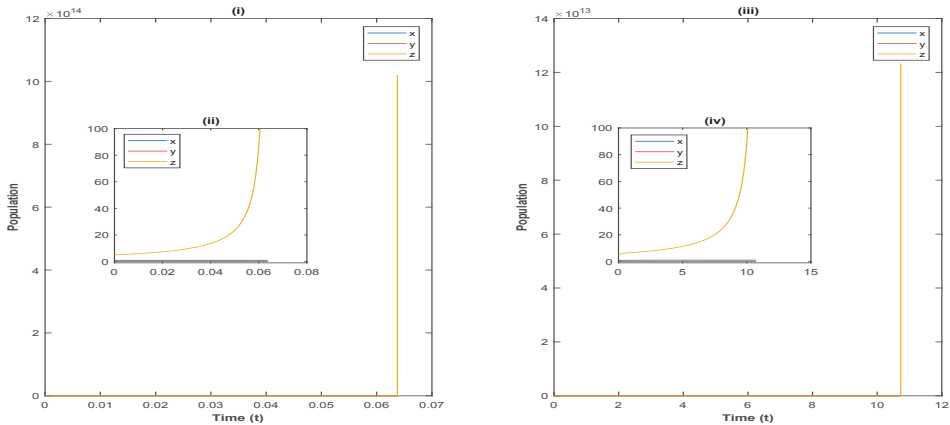 (i)
×10^14
12
10
8
6
4
2
0
Population
0 0.01 0.02 0.03 0.04 0.05 0.06 0.07
Time (t)
x
y
z
(ii)
100
80
60
40
20
0
0 0.02 0.04 0.06 0.08
x
y
z
(iii)
×10^13
14
12
10
8
6
4
2
0
Population
0 2 4 6 8 10 12
Time (t)
x
y
z
(iv)
100
80
60
40
20
0
0 5 10 15
x
y
z